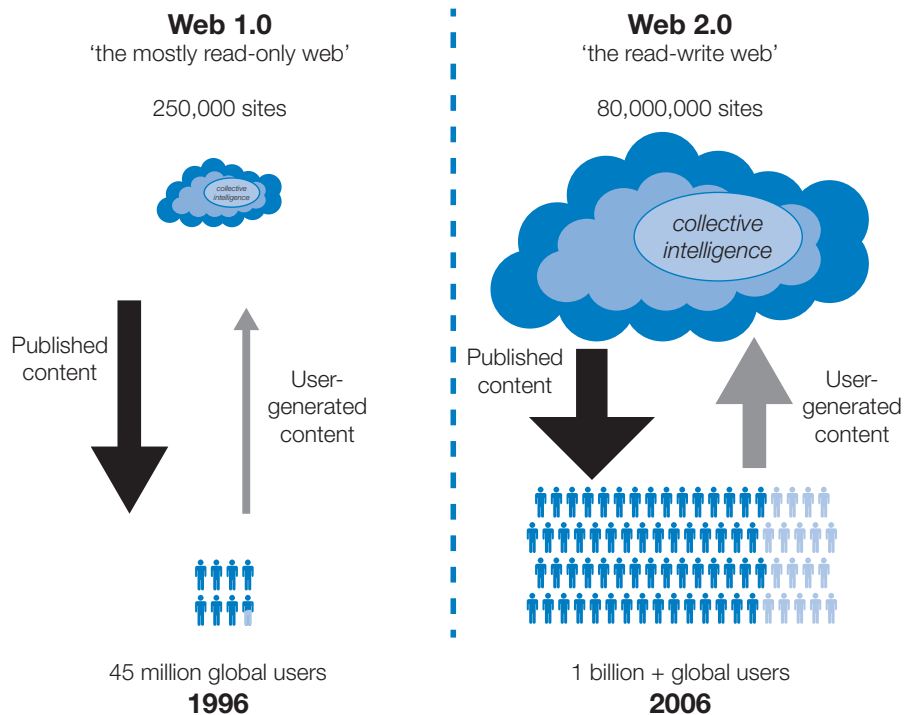 Web 1.0
‘the mostly read-only web’
250,000 sites
collective
intelligence
Published
content
User-
generated
content
45 million global users
1996
Web 2.0
‘the read-write web’
80,000,000 sites
collective
intelligence
Published
content
User-
generated
content
1 billion + global users
2006